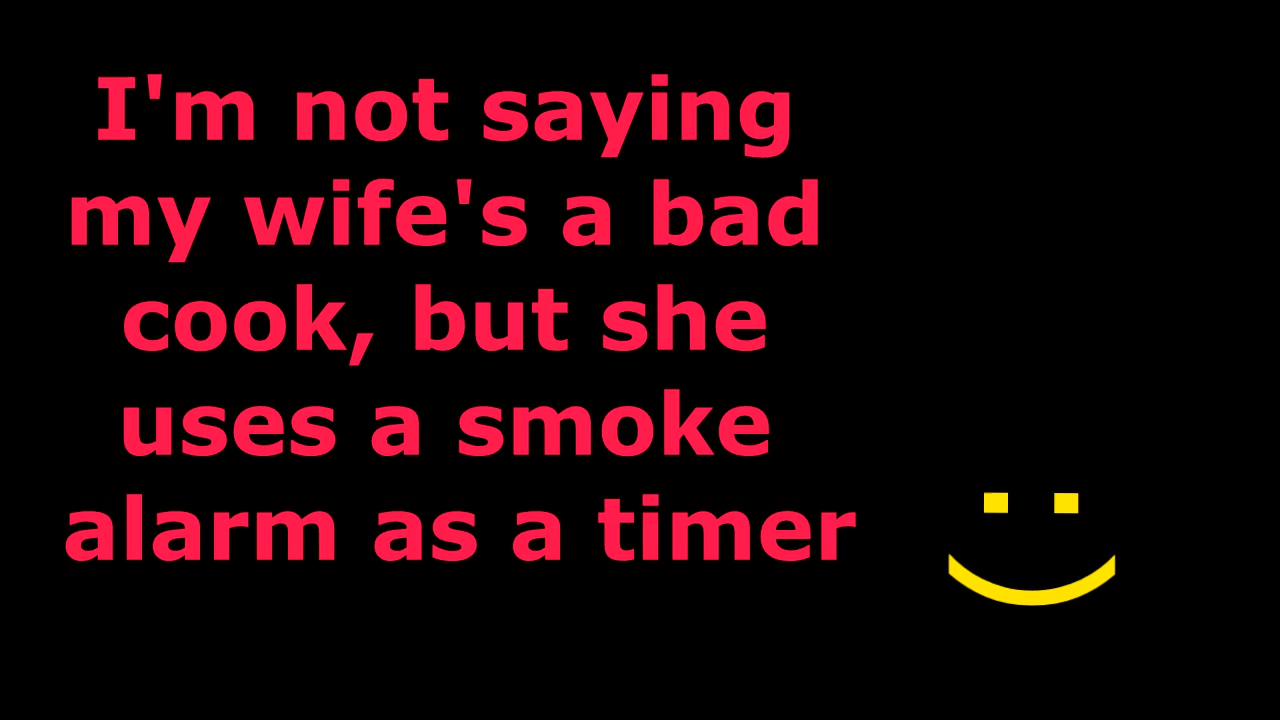 I'm not saying
my wife's a bad
cook, but she
uses a smoke
alarm as a timer